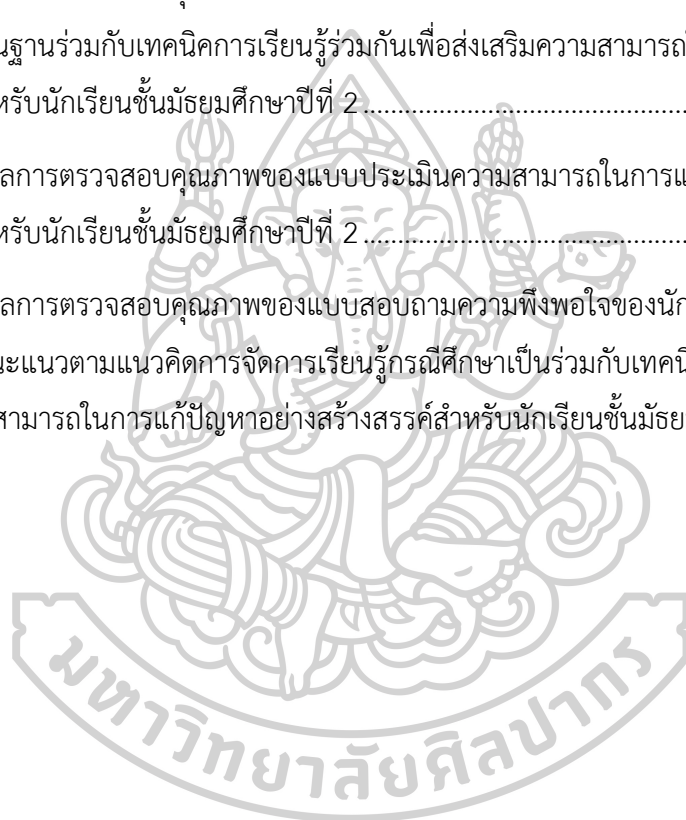 นฐานร่วมกับเทคนิคการเรียนรู้ร่วมกันเพื่อส่งเสริมความสามารถ
หรับนักเรียนชั้นมัธยมศึกษาปีที่ 2 ................................................
ลการตรวจสอบคุณภาพของแบบประเมินความสามารถในการแ
หรับนักเรียนชั้นมัธยมศึกษาปีที่ 2 ................................................
ลการตรวจสอบคุณภาพของแบบสอบถามความพึงพอใจของนัก
นะแนวตามแนวคิดการจัดการเรียนรู้กรณีศึกษาเป็นร่วมกับเทคนิ
สามารถในการแก้ปัญหาอย่างสร้างสรรค์สำหรับนักเรียนชั้นมัธย
มหาวิทยาลัยศิลปากร